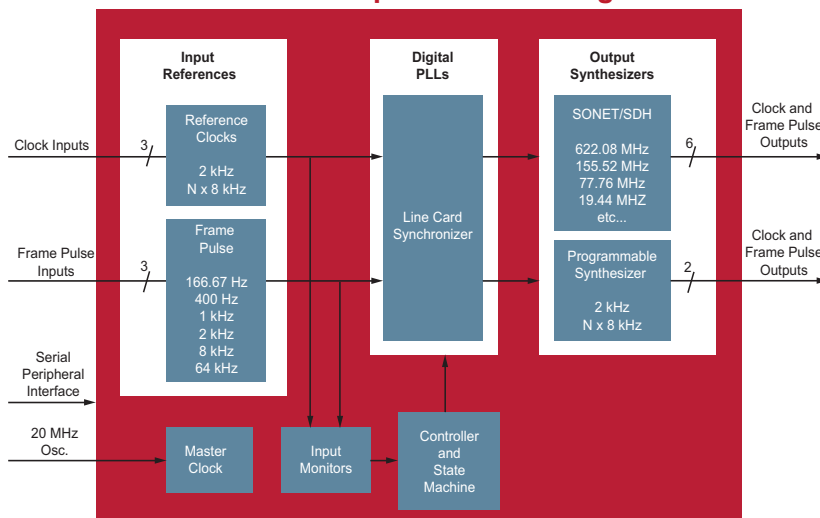 Input
References
Digital
PLLs
Output
Synthesizers
Clock Inputs
3
Reference
Clocks
2 kHz
N x 8 kHz
Frame Pulse
Inputs
3
Frame
Pulse
166.67 Hz
400 Hz
1 kHz
2 kHz
8 kHz
64 kHz
Line Card
Synchronizer
SONET/SDH
622.08 MHz
155.52 MHz
77.76 MHz
19.44 MHZ
etc...
6
Clock and
Frame Pulse
Outputs
Programmable
Synthesizer
2 kHz
N x 8 kHz
2
Clock and
Frame Pulse
Outputs
Serial
Peripheral
Interface
20 MHz
Osc.
Master
Clock
Input
Monitors
Controller
and
State
Machine